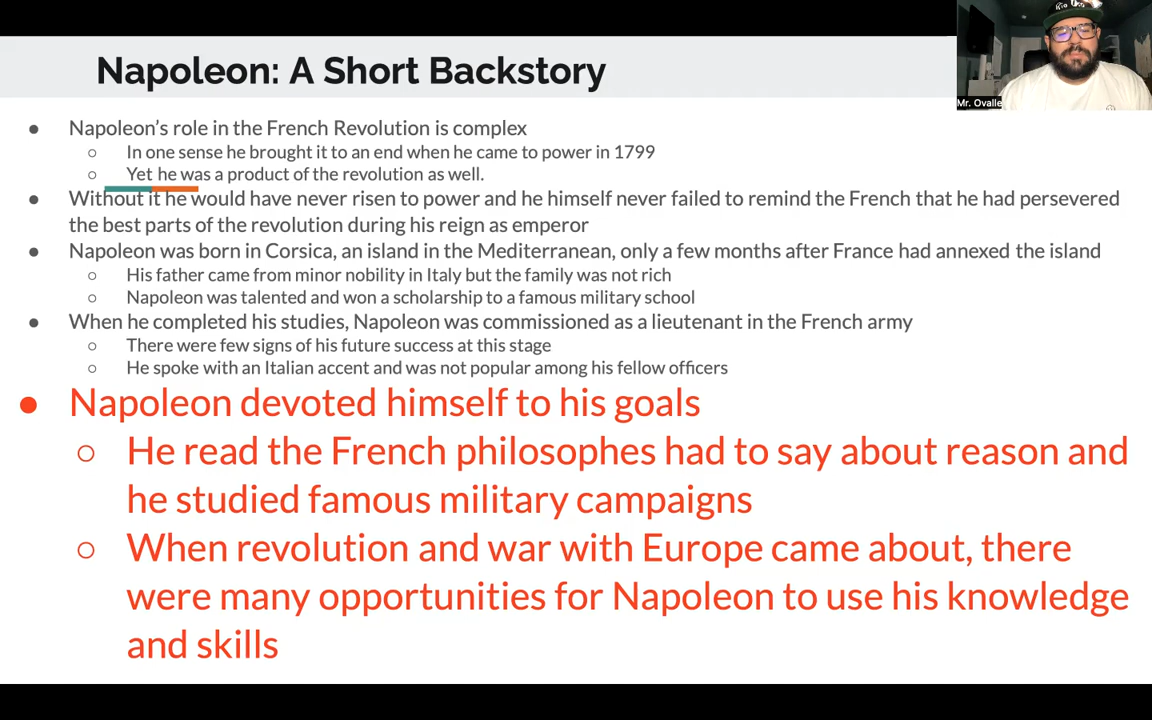 Napoleon: A Short Backstory
Mr. Ovalle
● Napoleon's role in the French Revolution is complex
○ In one sense he brought it to an end when he came to power in 1799
○ Yet he was a product of the revolution as well.
● Without it he would have never risen to power and he himself never failed to remind the French that he had persevered
the best parts of the revolution during his reign as emperor
● Napoleon was born in Corsica, an island in the Mediterranean, only a few months after France had annexed the island
○ His father came from minor nobility in Italy but the family was not rich
○ Napoleon was talented and won a scholarship to a famous military school
● When he completed his studies, Napoleon was commissioned as a lieutenant in the French army
○ There were few signs of his future success at this stage
○ He spoke with an Italian accent and was not popular among his fellow officers
● Napoleon devoted himself to his goals
○ He read the French philosophes had to say about reason and
he studied famous military campaigns
○ When revolution and war with Europe came about, there
were many opportunities for Napoleon to use his knowledge
and skills